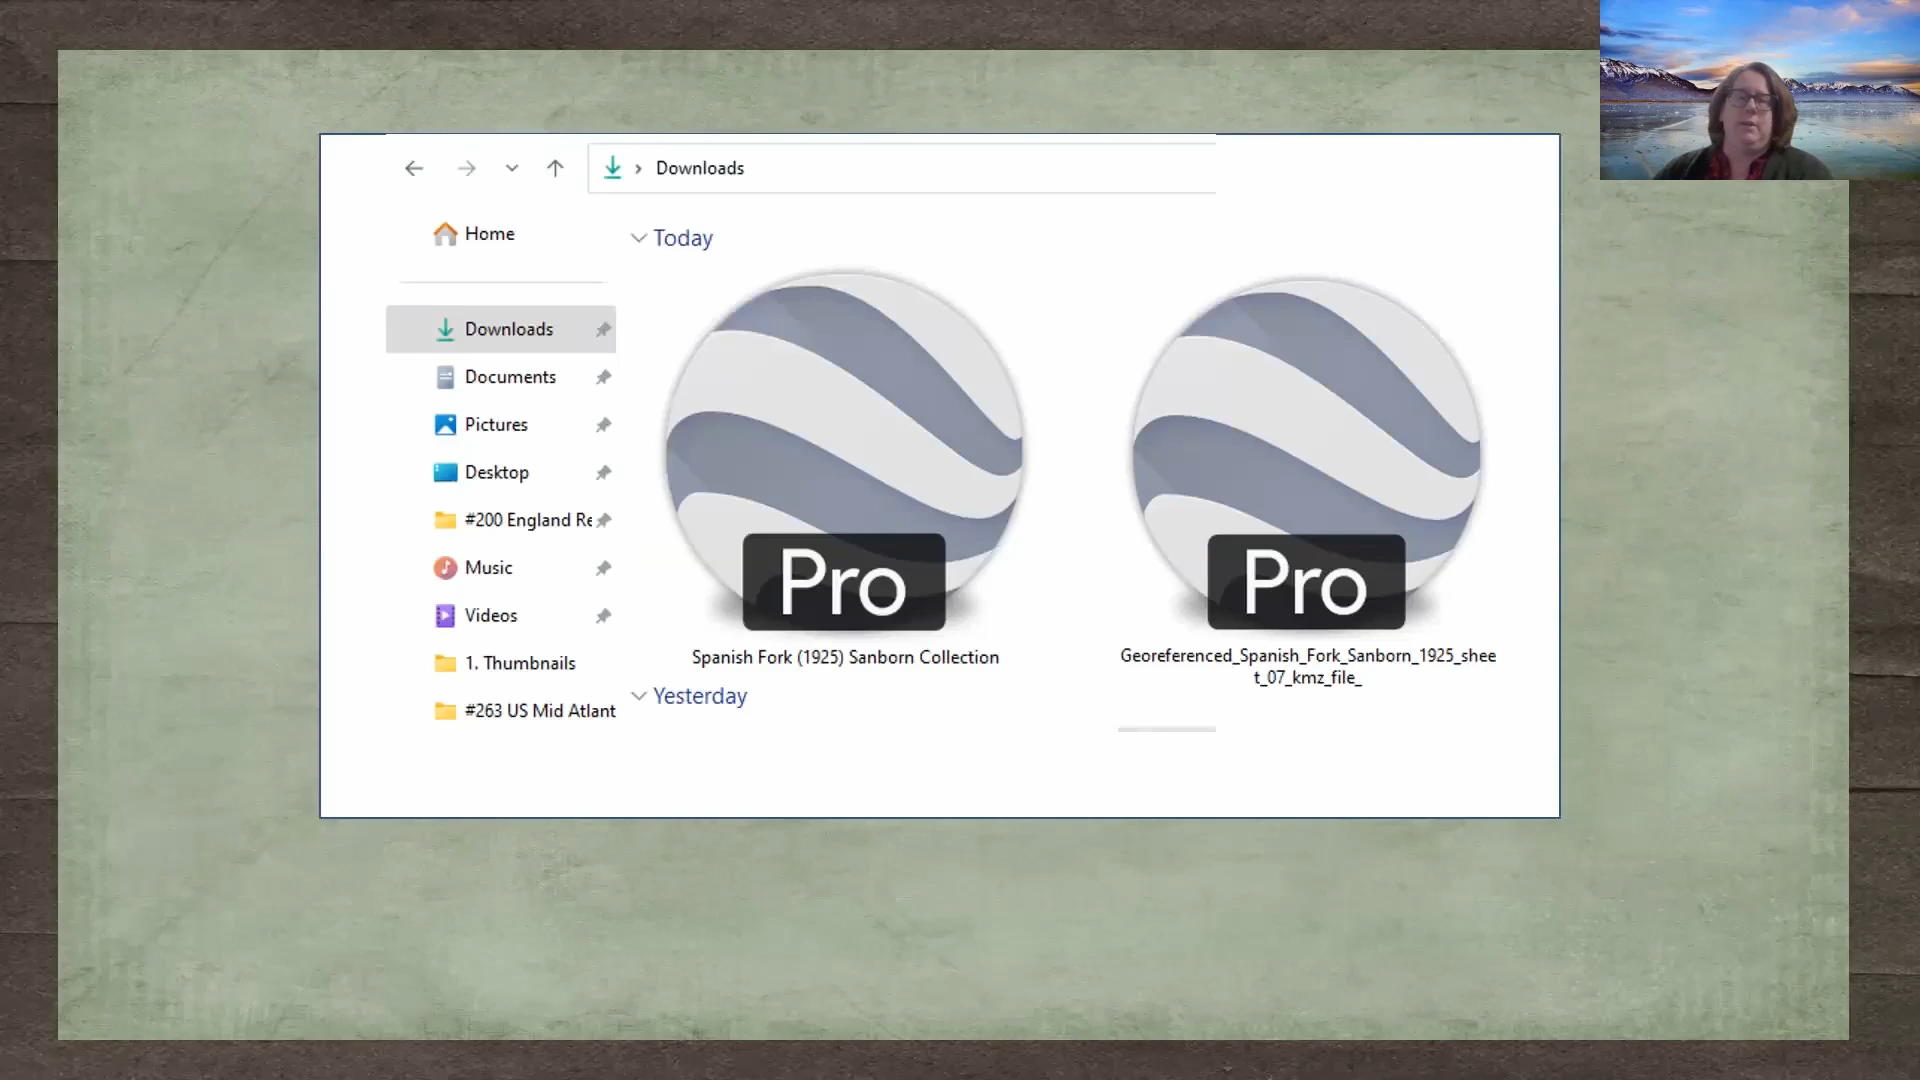 Downloads
Home
Today
Downloads
Documents
Pictures
Desktop
#200 England Re
Music
Videos
1. Thumbnails
#263 US Mid Atlant
Pro
Pro
Spanish Fork (1925) Sanborn Collection
Georeferenced_Spanish_Fork_Sanborn_1925_shee
t_07_kmz_file_
Yesterday